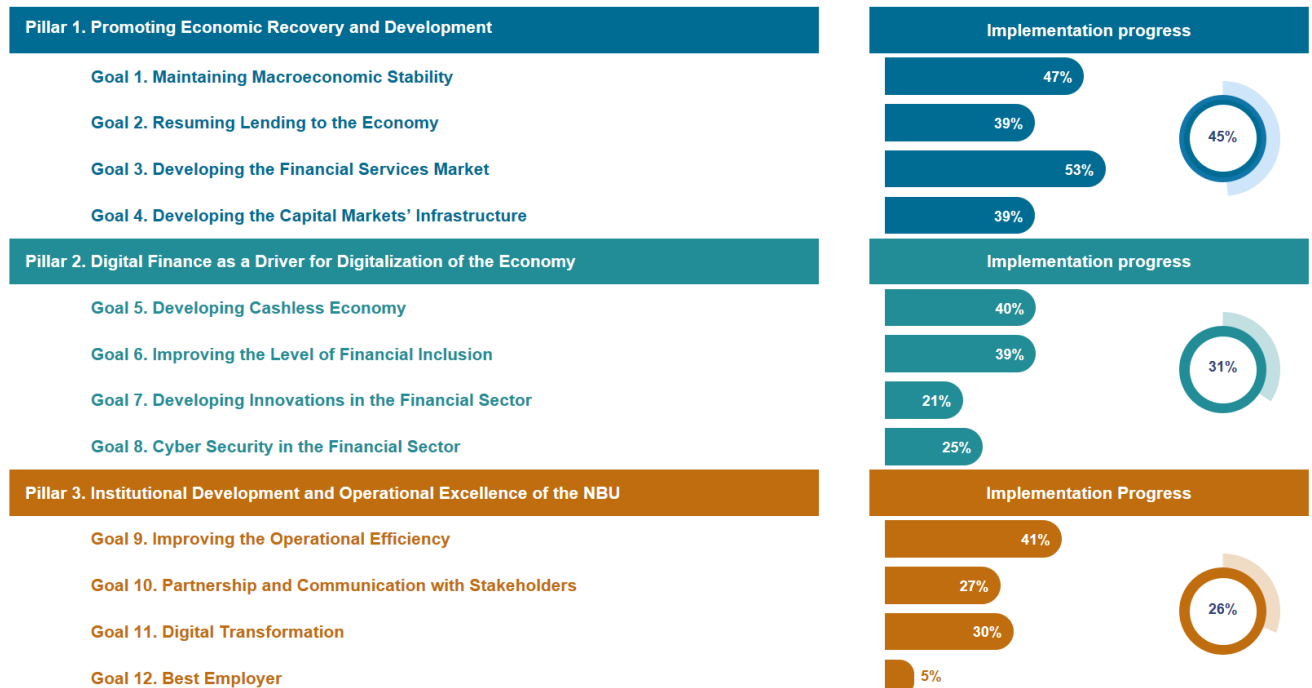 Pillar 1. Promoting Economic Recovery and Development
Implementation progress
Goal 1. Maintaining Macroeconomic Stability
47%
Goal 2. Resuming Lending to the Economy
39%
45%
Goal 3. Developing the Financial Services Market
53%
Goal 4. Developing the Capital Markets’ Infrastructure
39%
Pillar 2. Digital Finance as a Driver for Digitalization of the Economy
Implementation progress
Goal 5. Developing Cashless Economy
40%
Goal 6. Improving the Level of Financial Inclusion
39%
31%
Goal 7. Developing Innovations in the Financial Sector
21%
Goal 8. Cyber Security in the Financial Sector
25%
Pillar 3. Institutional Development and Operational Excellence of the NBU
Implementation Progress
Goal 9. Improving the Operational Efficiency
41%
Goal 10. Partnership and Communication with Stakeholders
27%
26%
Goal 11. Digital Transformation
30%
Goal 12. Best Employer
5%